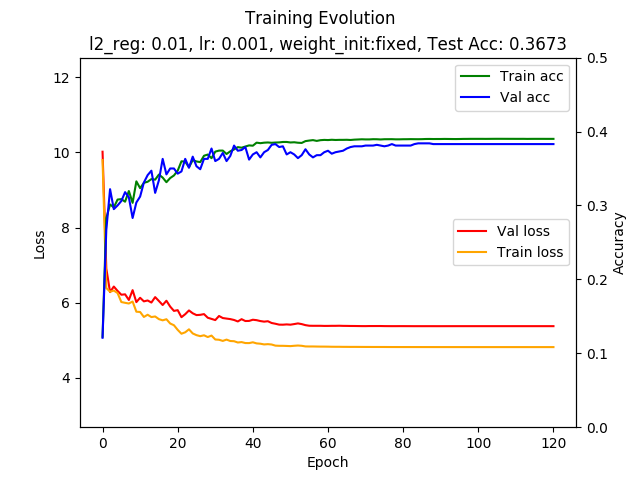 Training Evolution
l2_reg: 0.01, lr: 0.001, weight_init:fixed, Test Acc: 0.3673
Train acc
Val acc
Val loss
Train loss
12
10
8
6
4
Loss
0.5
0.4
0.3
0.2
0.1
0.0
Accuracy
0 20 40 60 80 100 120
Epoch